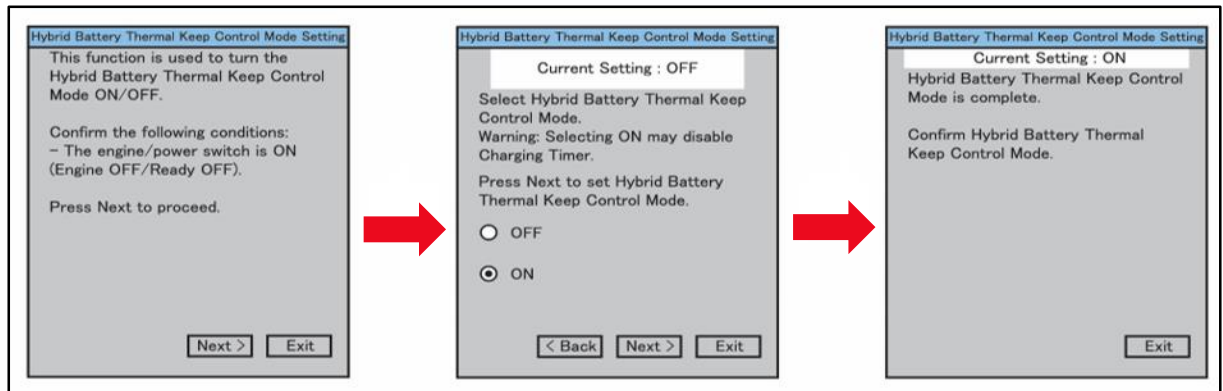 Hybrid Battery Thermal Keep Control Mode Setting
This function is used to turn the
Hybrid Battery Thermal Keep Control
Mode ON/OFF.
Confirm the following conditions:
- The engine/power switch is ON
(Engine OFF/Ready OFF).
Press Next to proceed.
Next >
Exit
Hybrid Battery Thermal Keep Control Mode Setting
Current Setting : OFF
Select Hybrid Battery Thermal Keep
Control Mode.
Warning: Selecting ON may disable
Charging Timer.
Press Next to set Hybrid Battery
Thermal Keep Control Mode.
OFF
ON
< Back
Next >
Exit
Hybrid Battery Thermal Keep Control Mode Setting
Current Setting : ON
Hybrid Battery Thermal Keep Control
Mode is complete.
Confirm Hybrid Battery Thermal
Keep Control Mode.
Exit